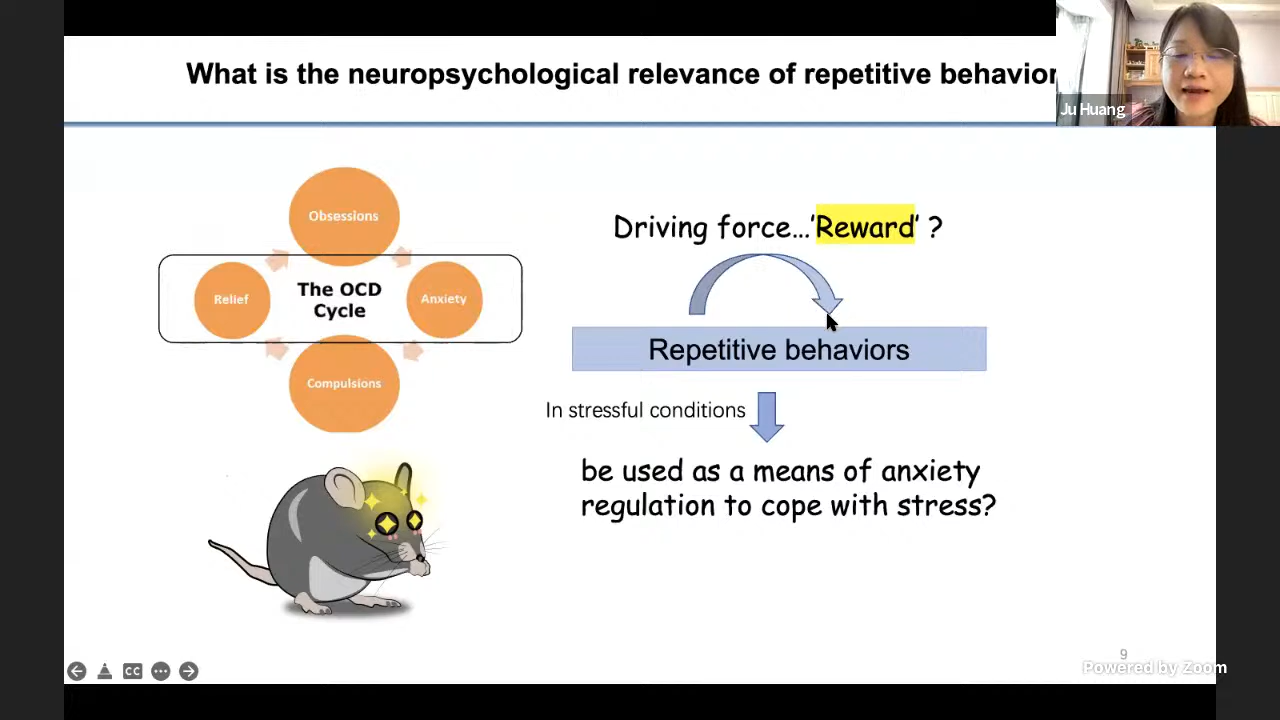 What is the neuropsychological relevance of repetitive behavior
Ju Huang
Obsessions
Relief
The OCD
Cycle
Anxiety
Compulsions
Driving force...'Reward' ?
Repetitive behaviors
In stressful conditions
be used as a means of anxiety
regulation to cope with stress?
CC
9
Powered by Zoom